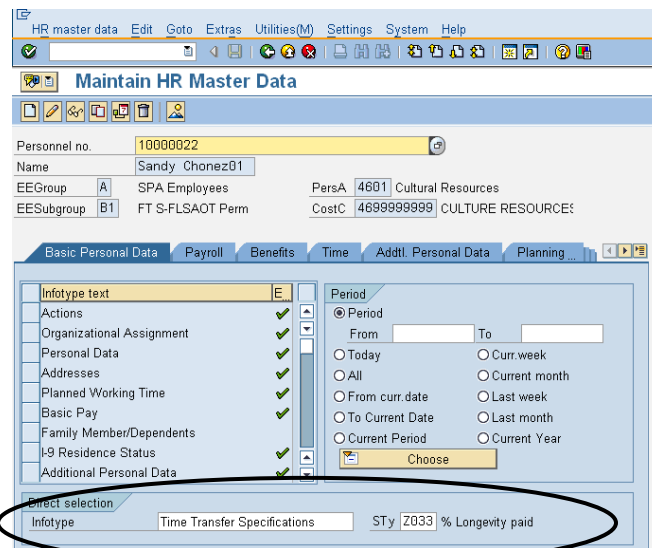 HR master data Edit Goto Extras Utilities(M) Settings System Help
Maintain HR Master Data
Personnel no. 10000022
Name Sandy Chonez01
EEGroup A SPA Employees PersA 4601 Cultural Resources
EESubgroup B1 FT S-FLSAOT Perm CostC 4699999999 CULTURE RESOURCES
Basic Personal Data Payroll Benefits Time Addtl. Personal Data Planning ...
Infotype text E...
Actions
Organizational Assignment
Personal Data
Addresses
Planned Working Time
Basic Pay
Family Member/Dependents
I-9 Residence Status
Additional Personal Data
Period
Period
From To
Today Curr.week
All Current month
From curr.date Last week
To Current Date Last month
Current Period Current Year
Choose
Direct selection
Infotype Time Transfer Specifications STy Z033 % Longevity paid